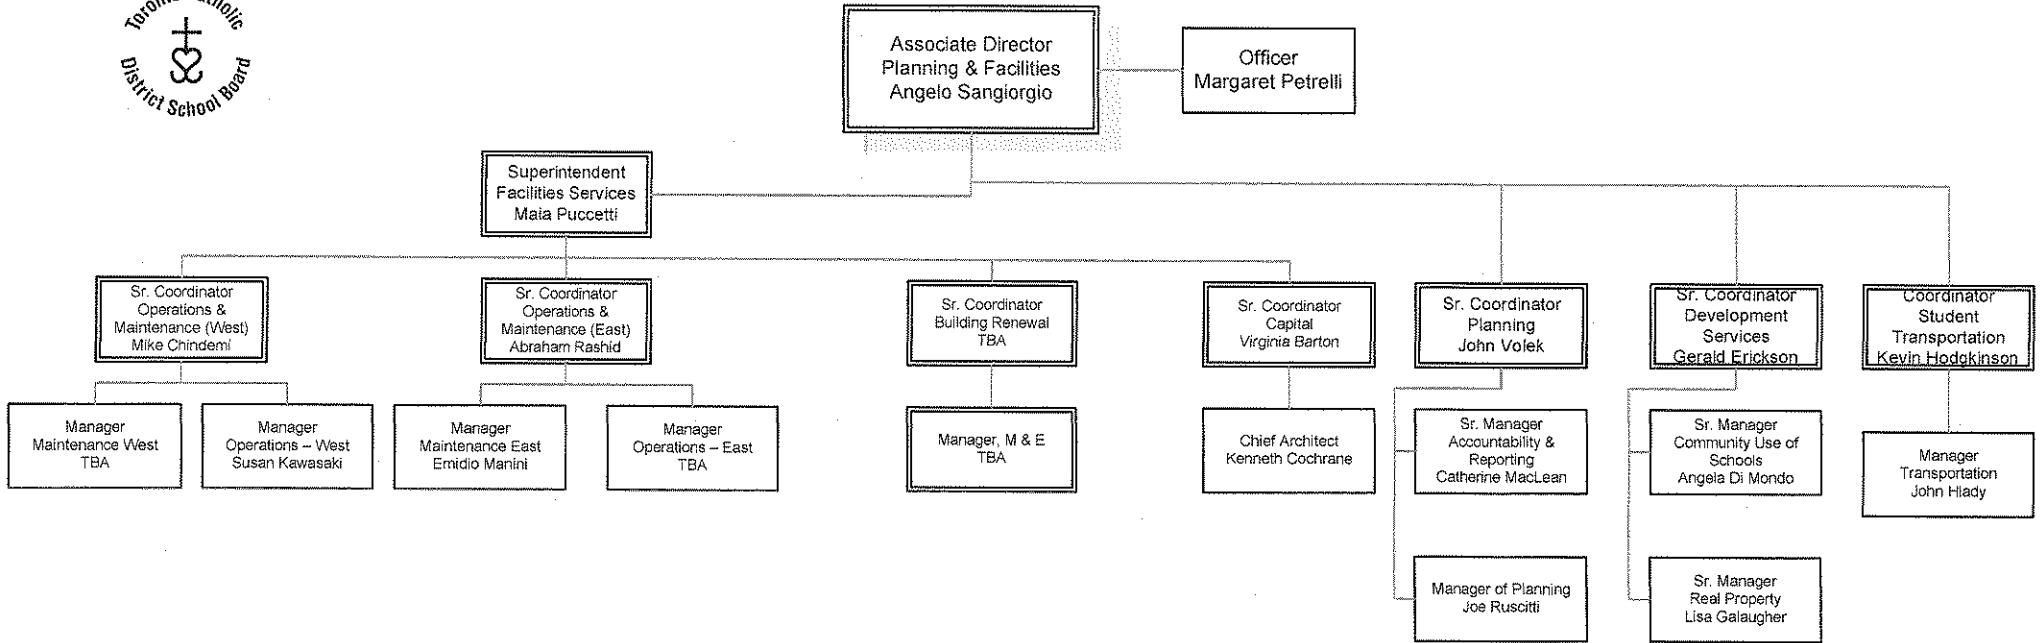 Toronto Catholic
District School Board
Associate Director
Planning & Facilities
Angelo Sangiorgio
Officer
Margaret Petrelli
Superintendent
Facilities Services
Maia Puccetti
Sr. Coordinator
Operations &
Maintenance (West)
Mike Chindemi
Sr. Coordinator
Operations &
Maintenance (East)
Abraham Rashid
Sr. Coordinator
Building Renewal
TBA
Sr. Coordinator
Capital
Virginia Barton
Sr. Coordinator
Planning
John Volek
Sr. Coordinator
Development
Services
Gerald Erickson
Coordinator
Student
Transportation
Kevin Hodgkinson
Manager
Maintenance West
TBA
Manager
Operations – West
Susan Kawasaki
Manager
Maintenance East
Emidio Manini
Manager
Operations – East
TBA
Manager, M & E
TBA
Chief Architect
Kenneth Cochrane
Sr. Manager
Accountability &
Reporting
Catherine MacLean
Sr. Manager
Community Use of
Schools
Angela Di Mondo
Manager
Transportation
John Hlady
Manager of Planning
Joe Ruscitti
Sr. Manager
Real Property
Lisa Galaugher